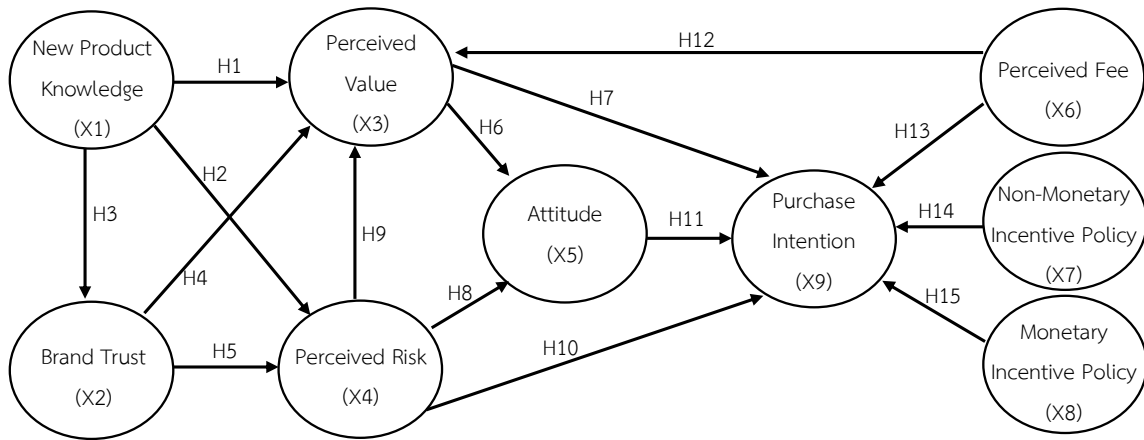 New Product
Knowledge
(X1)
H1
Perceived
Value
(X3)
H12
Perceived Fee
(X6)
H7
H6
H13
H2
H3
H9
H4
Attitude
(X5)
H11
Purchase
Intention
(X9)
H14
Non-Monetary
Incentive Policy
(X7)
H8
H15
Brand Trust
(X2)
H5
Perceived Risk
(X4)
H10
Monetary
Incentive Policy
(X8)